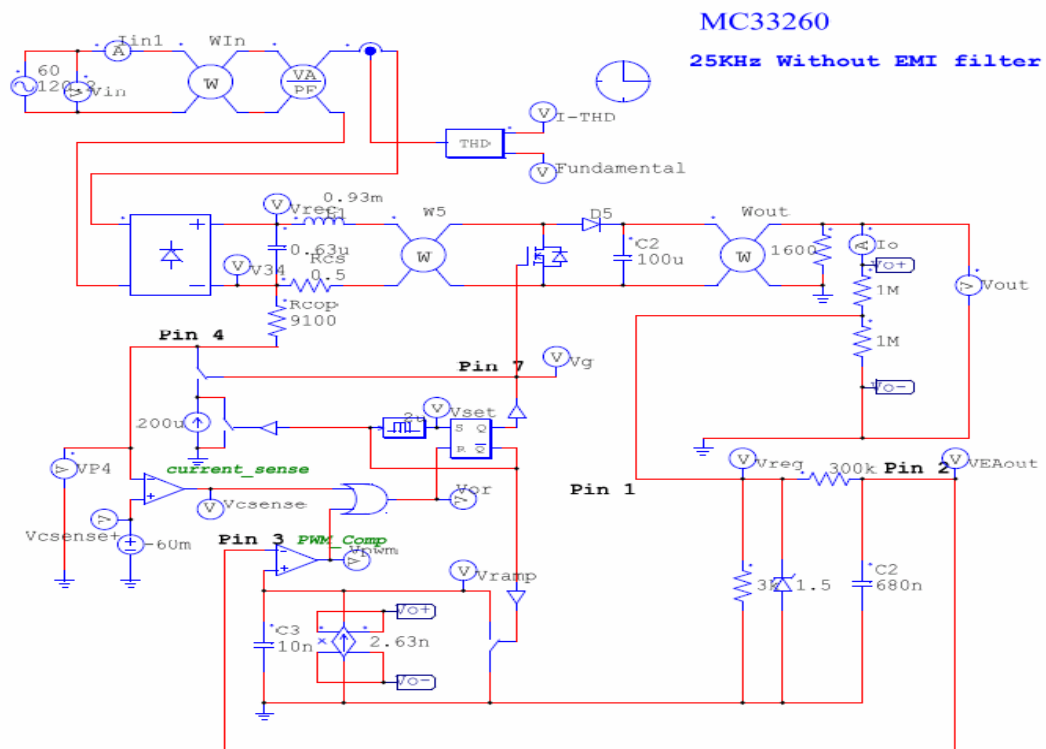 MC33260
25KHz Without EMI filter
Iin1
WIn
60
120.2
Vin
VA
PF
W
I-THD
THD
Fundamental
0.93m
Vrec
W5
D5
Wout
0.63u
Rcs
0.5
V34
W
C2
100u
W
1600
Io
Vo+
1M
Vout
Rcop
9100
1M
Pin 4
Pin 7
Vg
Vo-
200u
2u
Vset
S Q
R Q
VP4
current_sense
Vcsense
Vor
Pin 1
Vreg
300k
Pin 2
VEAout
Vcsense+
-60m
Pin 3
PWM_Comp
Vpwm
Vramp
3k
1.5
C2
680n
C3
10n
Vo+
2.63n
Vo-